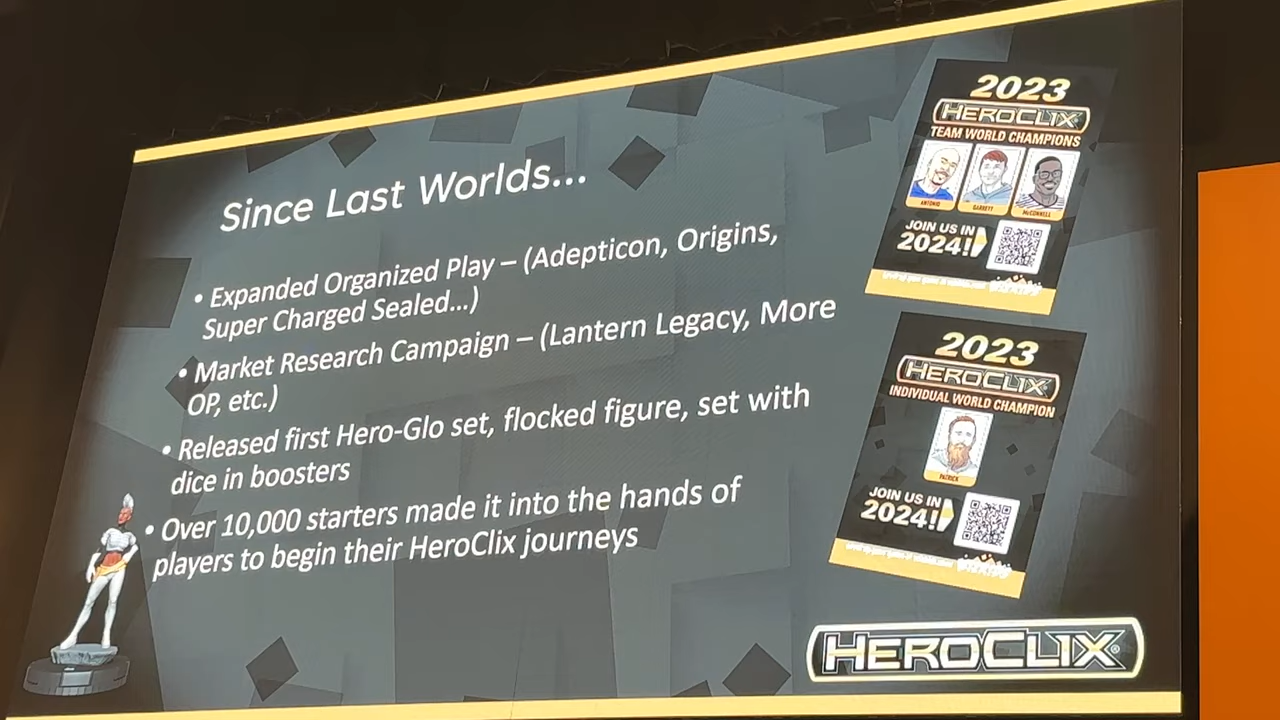 Since Last Worlds...
• Expanded Organized Play – (Adepticon, Origins,
Super Charged Sealed...)
• Market Research Campaign – (Lantern Legacy, More
OP, etc.)
• Released first Hero-Glo set, flocked figure, set with
dice in boosters
• Over 10,000 starters made it into the hands of
players to begin their HeroClix journeys
2023
HEROCLIX
TEAM WORLD CHAMPIONS
ANTONIO GARRETT McCONNELL
JOIN US IN
2024!
2023
HEROCLIX
INDIVIDUAL WORLD CHAMPION
PATRICK
JOIN US IN
2024!
HEROCLIX®